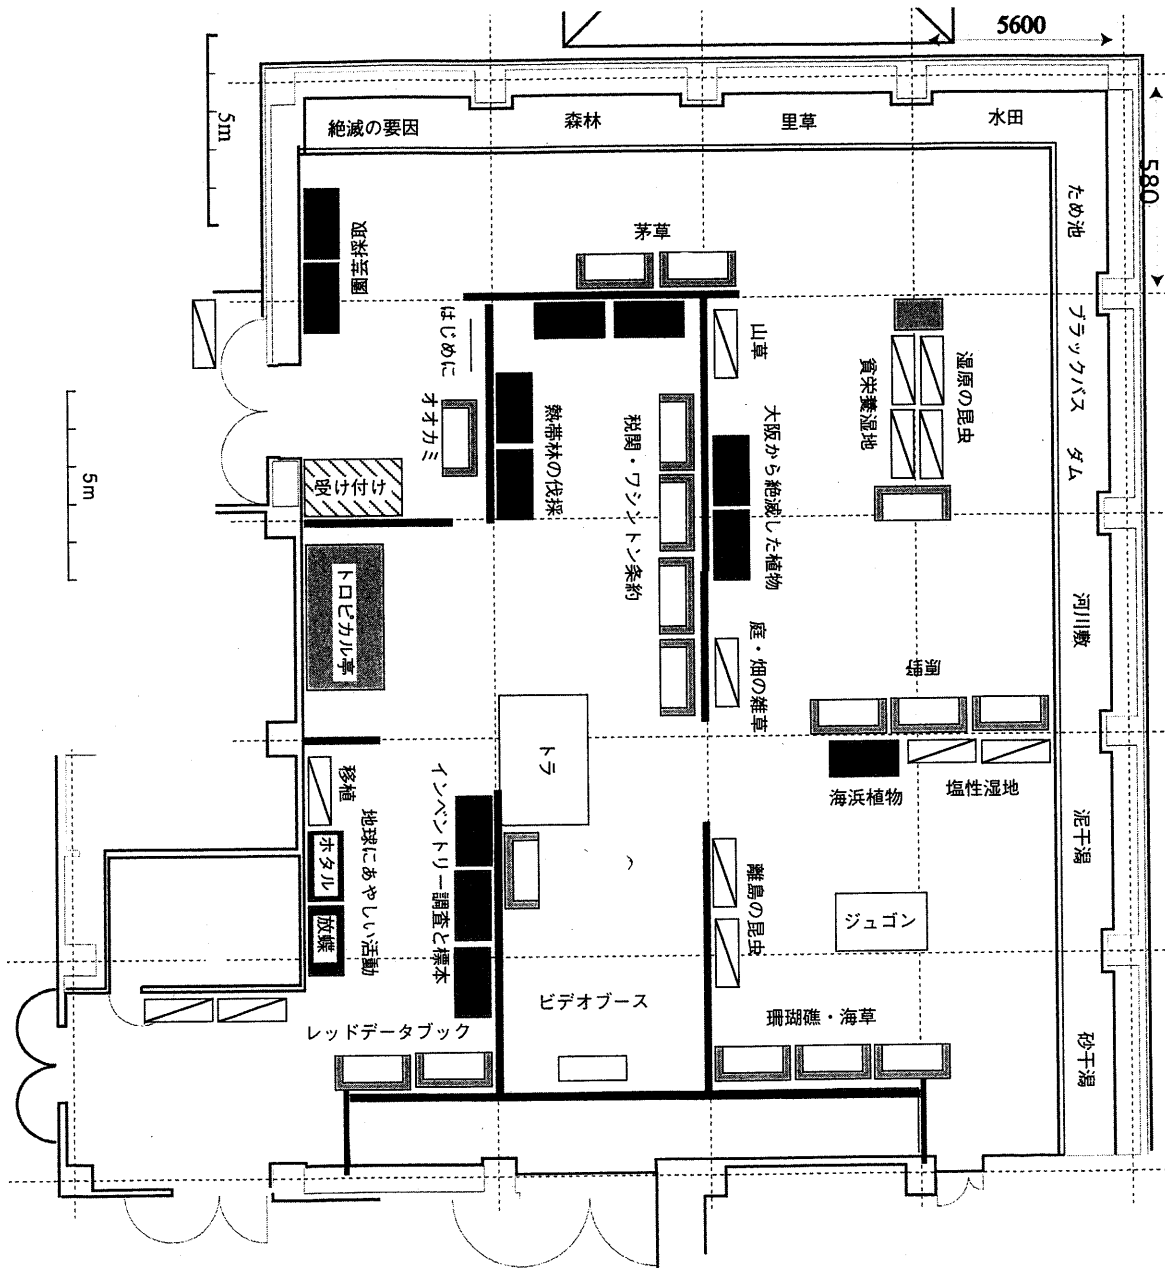 5600
580
5m
絶滅の要因
森林
里草
水田
ため池
ブラックバス
ダム
河川敷
泥干潟
砂干潟
園芸採取
茅草
はじめに
オオカミ
受け付け
熱帯林の伐採
税関・ワシントン条約
山草
大阪から絶滅した植物
庭・畑の雑草
貧栄養湿地
湿原の昆虫
原野
海浜植物
塩性湿地
5m
トロピカル亭
トラ
移植
ホタル
放蝶
地球にあやしい活動
インベントリー調査と標本
離島の昆虫
ジュゴン
レッドデータブック
ビデオブース
珊瑚礁・海草